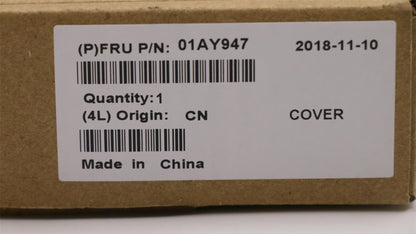 (P)FRU P/N: 01AY947 2018-11-10
Quantity:1
(4L) Origin: CN COVER
Made in China